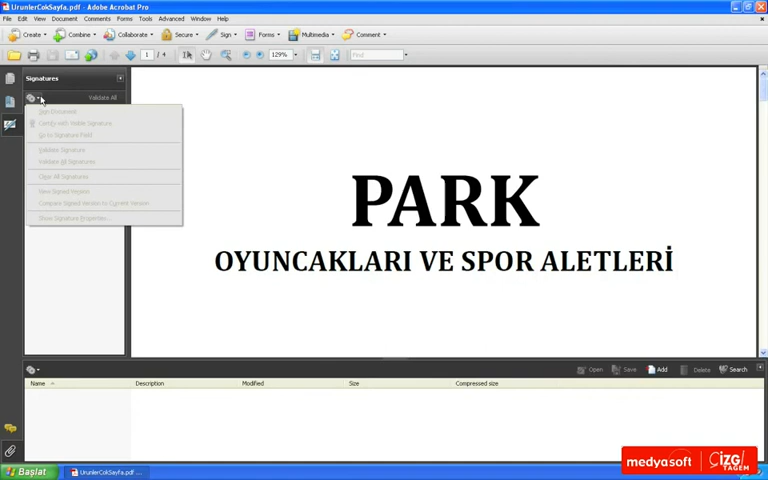 UrunlerCokSayfa.pdf - Adobe Acrobat Pro
File Edit View Document Comments Forms Tools Advanced Window Help
Create Combine Collaborate Secure Sign Forms Multimedia Comment
1 / 4 129% Find
Signatures
Validate All
Sign Document
Certify with Visible Signature
Go to Signature Field
Validate Signature
Validate All Signatures
Clear All Signatures
View Signed Version
Compare Signed Version to Current Version
Show Signature Properties...
PARK
OYUNCAKLARI VE SPOR ALETLERİ
Open Save Add Delete Search
Name Description Modified Size Compressed size
medyasoft ÇİZGİ TAGEM
Başlat UrunlerCokSayfa.pdf ...